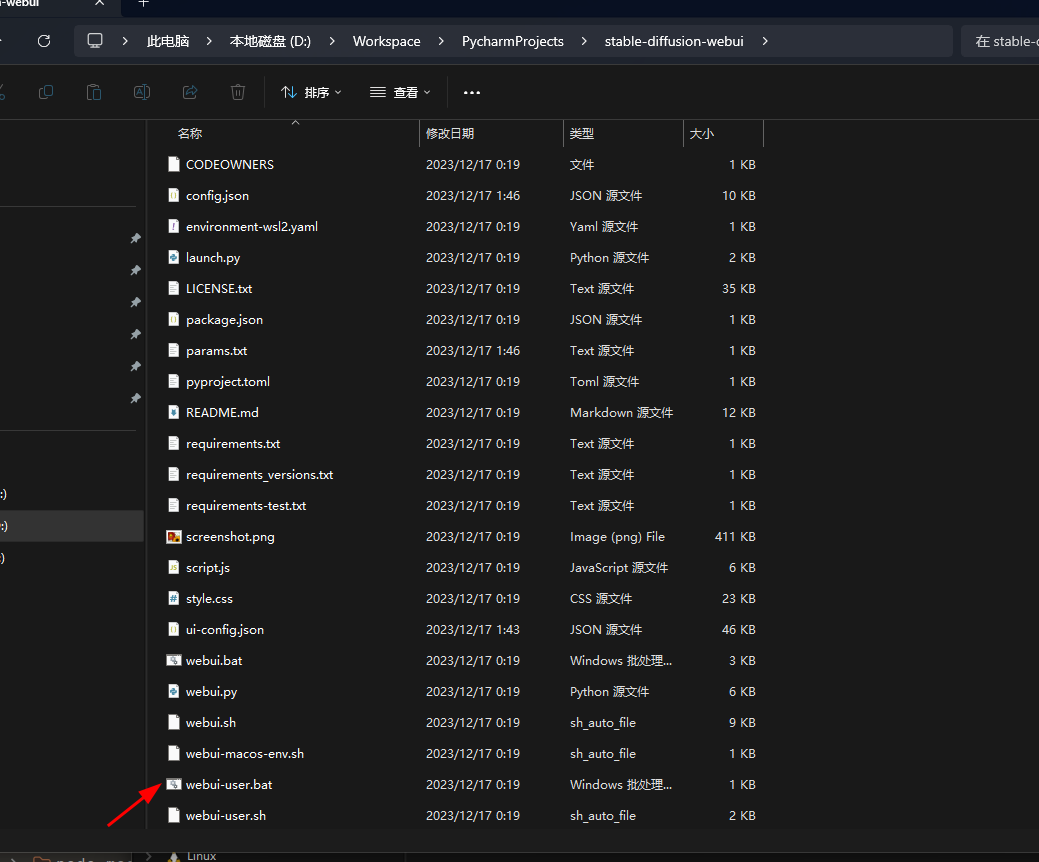 -webui
此电脑 本地磁盘 (D:) Workspace PycharmProjects stable-diffusion-webui 在 stable-
排序 查看
名称 修改日期 类型 大小
CODEOWNERS 2023/12/17 0:19 文件 1 KB
config.json 2023/12/17 1:46 JSON 源文件 10 KB
environment-wsl2.yaml 2023/12/17 0:19 Yaml 源文件 1 KB
launch.py 2023/12/17 0:19 Python 源文件 2 KB
LICENSE.txt 2023/12/17 0:19 Text 源文件 35 KB
package.json 2023/12/17 0:19 JSON 源文件 1 KB
params.txt 2023/12/17 1:46 Text 源文件 1 KB
pyproject.toml 2023/12/17 0:19 Toml 源文件 1 KB
README.md 2023/12/17 0:19 Markdown 源文件 12 KB
requirements.txt 2023/12/17 0:19 Text 源文件 1 KB
requirements_versions.txt 2023/12/17 0:19 Text 源文件 1 KB
:)
requirements-test.txt 2023/12/17 0:19 Text 源文件 1 KB
:)
screenshot.png 2023/12/17 0:19 Image (png) File 411 KB
:)
script.js 2023/12/17 0:19 JavaScript 源文件 6 KB
style.css 2023/12/17 0:19 CSS 源文件 23 KB
ui-config.json 2023/12/17 1:43 JSON 源文件 46 KB
webui.bat 2023/12/17 0:19 Windows 批处理... 3 KB
webui.py 2023/12/17 0:19 Python 源文件 6 KB
webui.sh 2023/12/17 0:19 sh_auto_file 9 KB
webui-macos-env.sh 2023/12/17 0:19 sh_auto_file 1 KB
webui-user.bat 2023/12/17 0:19 Windows 批处理... 1 KB
webui-user.sh 2023/12/17 0:19 sh_auto_file 2 KB
Linux